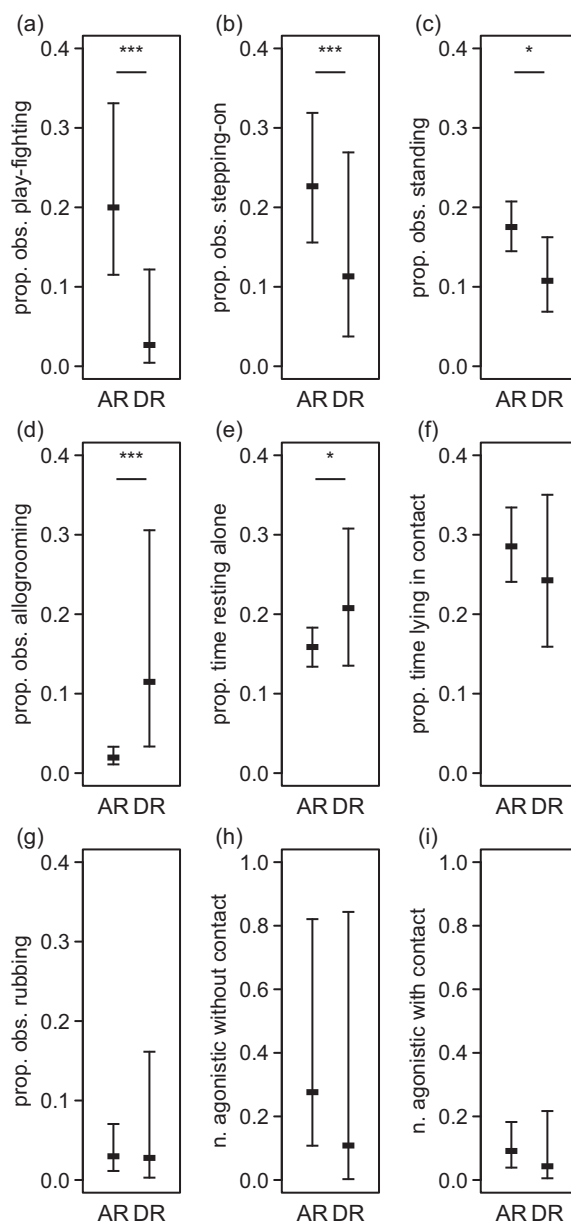 (a)
***
prop. obs. play-fighting
0.4
0.3
0.2
0.1
0.0
AR DR
(b)
***
prop. obs. stepping-on
0.4
0.3
0.2
0.1
0.0
AR DR
(c)
*
prop. obs. standing
0.4
0.3
0.2
0.1
0.0
AR DR
(d)
***
prop. obs. allogrooming
0.4
0.3
0.2
0.1
0.0
AR DR
(e)
*
prop. time resting alone
0.4
0.3
0.2
0.1
0.0
AR DR
(f)
prop. time lying in contact
0.4
0.3
0.2
0.1
0.0
AR DR
(g)
prop. obs. rubbing
0.4
0.3
0.2
0.1
0.0
AR DR
(h)
n. agonistic without contact
1.0
0.8
0.6
0.4
0.2
0.0
AR DR
(i)
n. agonistic with contact
1.0
0.8
0.6
0.4
0.2
0.0
AR DR